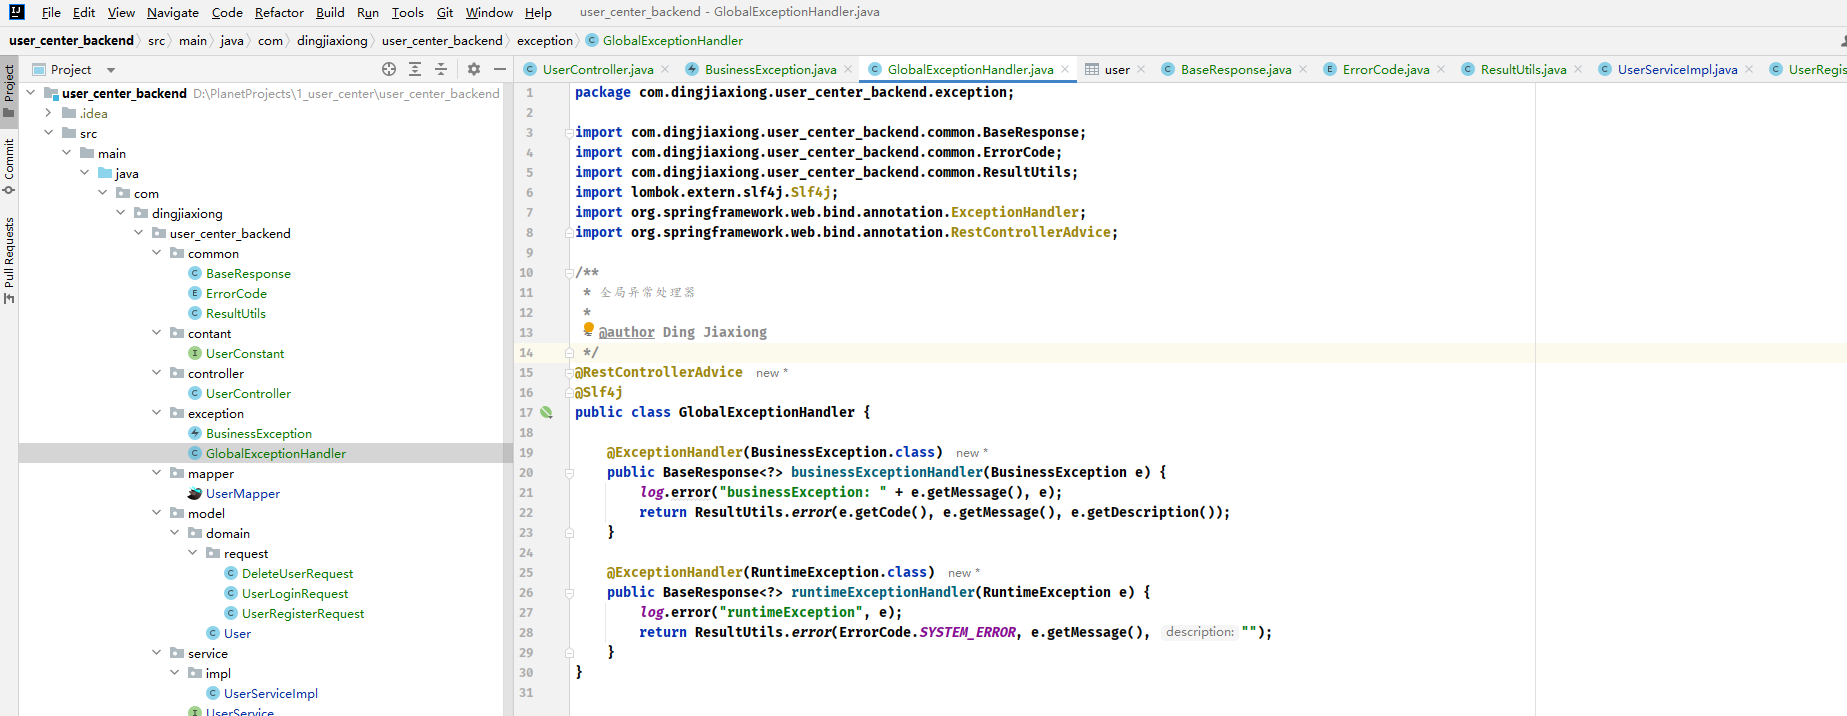 File Edit View Navigate Code Refactor Build Run Tools Git Window Help user_center_backend - GlobalExceptionHandler.java
user_center_backend src main java com dingjiaxiong user_center_backend exception GlobalExceptionHandler
Project
Commit
Pull Requests
Project
user_center_backend D:\PlanetProjects\1_user_center\user_center_backend
.idea
src
main
java
com
dingjiaxiong
user_center_backend
common
BaseResponse
ErrorCode
ResultUtils
contant
UserConstant
controller
UserController
exception
BusinessException
GlobalExceptionHandler
mapper
UserMapper
model
domain
request
DeleteUserRequest
UserLoginRequest
UserRegisterRequest
User
service
impl
UserServiceImpl
UserService
UserController.java BusinessException.java GlobalExceptionHandler.java user BaseResponse.java ErrorCode.java ResultUtils.java UserServiceImpl.java UserRegis
1 package com.dingjiaxiong.user_center_backend.exception;
2
3 import com.dingjiaxiong.user_center_backend.common.BaseResponse;
4 import com.dingjiaxiong.user_center_backend.common.ErrorCode;
5 import com.dingjiaxiong.user_center_backend.common.ResultUtils;
6 import lombok.extern.slf4j.Slf4j;
7 import org.springframework.web.bind.annotation.ExceptionHandler;
8 import org.springframework.web.bind.annotation.RestControllerAdvice;
9
10 /**
11 * 全局异常处理器
12 *
13 * @author Ding Jiaxiong
14 */
15 @RestControllerAdvice new *
16 @Slf4j
17 public class GlobalExceptionHandler {
18
19 @ExceptionHandler(BusinessException.class) new *
20 public BaseResponse<?> businessExceptionHandler(BusinessException e) {
21 log.error("businessException: " + e.getMessage(), e);
22 return ResultUtils.error(e.getCode(), e.getMessage(), e.getDescription());
23 }
24
25 @ExceptionHandler(RuntimeException.class) new *
26 public BaseResponse<?> runtimeExceptionHandler(RuntimeException e) {
27 log.error("runtimeException", e);
28 return ResultUtils.error(ErrorCode.SYSTEM_ERROR, e.getMessage(), description: "");
29 }
30 }
31